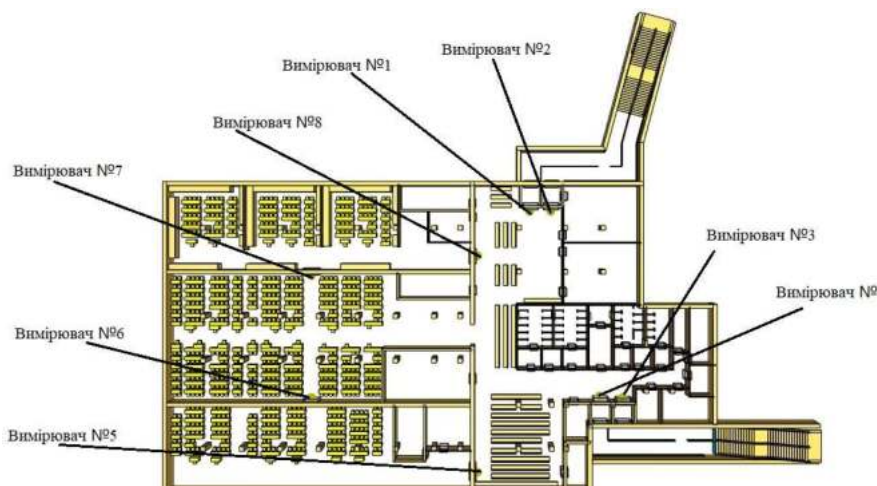 Вимірювач №2
Вимірювач №1
Вимірювач №8
Вимірювач №7
Вимірювач №3
Вимірювач №
Вимірювач №6
Вимірювач №5